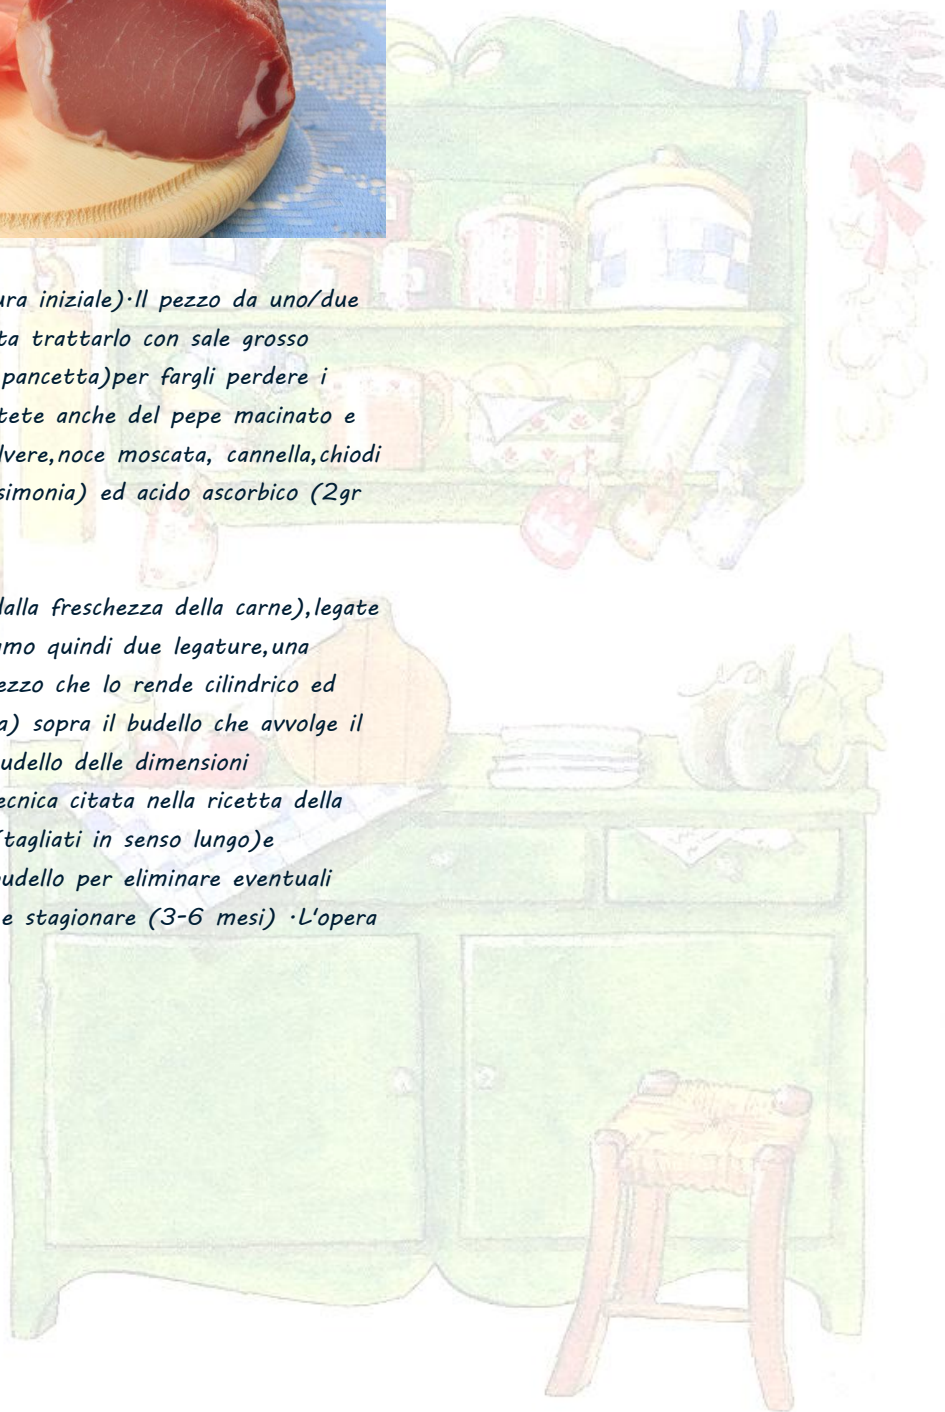 ura iniziale)·Il pezzo da uno/due
ta trattarlo con sale grosso
pancetta)per fargli perdere i
tete anche del pepe macinato e
lvere,noce moscata, cannella,chiodi
simonia) ed acido ascorbico (2gr
dalla freschezza della carne),legate
amo quindi due legature,una
ezzo che lo rende cilindrico ed
a) sopra il budello che avvolge il
udello delle dimensioni
ecnica citata nella ricetta della
(tagliati in senso lungo)e
budello per eliminare eventuali
e stagionare (3-6 mesi) ·L'opera